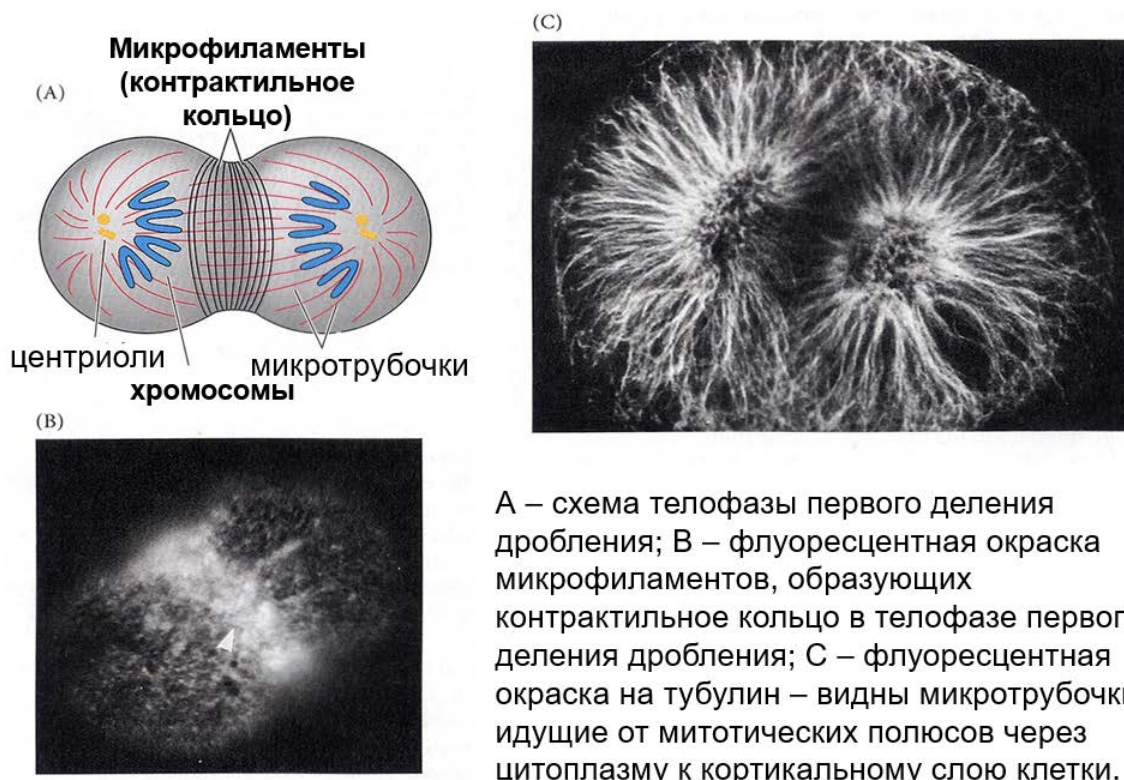 (A)
Микрофиламенты
(контрактильное
кольцо)
центриоли
микротрубочки
хромосомы
(B)
(C)
А – схема телофазы первого деления
дробления; В – флуоресцентная окраска
микрофиламентов, образующих
контрактильное кольцо в телофазе первог
деления дробления; С – флуоресцентная
окраска на тубулин – видны микротрубочк
идущие от митотических полюсов через
цитоплазму к кортикальному слою клетки.